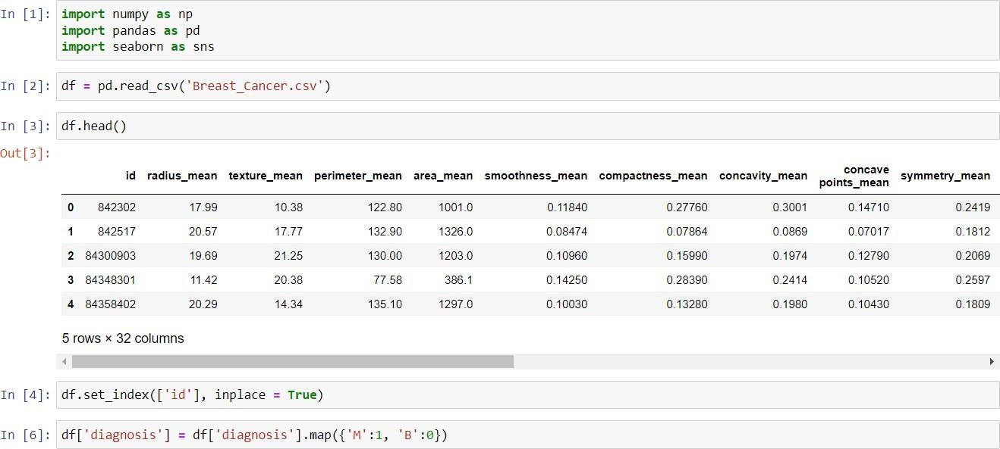 In [1]: import numpy as np
import pandas as pd
import seaborn as sns
In [2]: df = pd.read_csv('Breast_Cancer.csv')
In [3]: df.head()
Out[3]:
id radius_mean texture_mean perimeter_mean area_mean smoothness_mean compactness_mean concavity_mean concave points_mean symmetry_mean
0 842302 17.99 10.38 122.80 1001.0 0.11840 0.27760 0.3001 0.14710 0.2419
1 842517 20.57 17.77 132.90 1326.0 0.08474 0.07864 0.0869 0.07017 0.1812
2 84300903 19.69 21.25 130.00 1203.0 0.10960 0.15990 0.1974 0.12790 0.2069
3 84348301 11.42 20.38 77.58 386.1 0.14250 0.28390 0.2414 0.10520 0.2597
4 84358402 20.29 14.34 135.10 1297.0 0.10030 0.13280 0.1980 0.10430 0.1809
5 rows × 32 columns
In [4]: df.set_index(['id'], inplace = True)
In [6]: df['diagnosis'] = df['diagnosis'].map({'M':1, 'B':0})